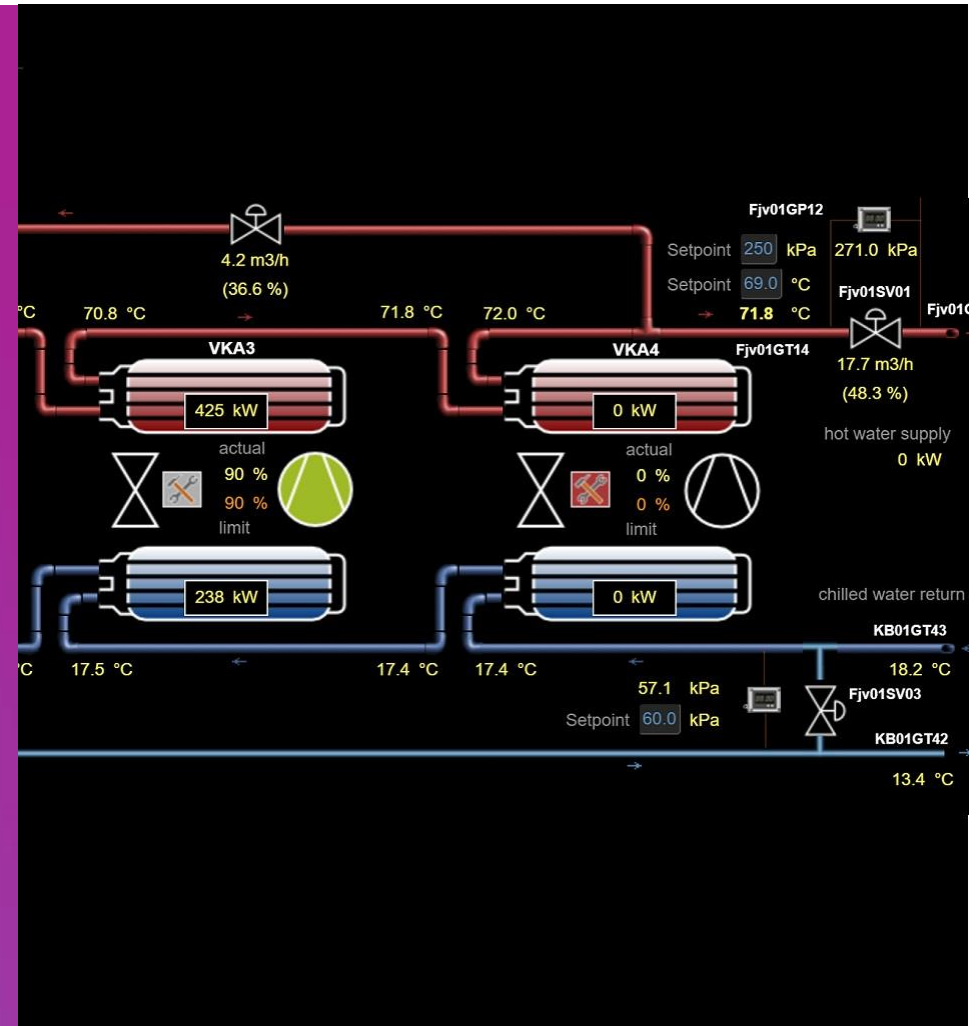 Fjv01GP12
4.2 m3/h
(36.6 %)
Setpoint 250 kPa 271.0 kPa
Setpoint 69.0 °C
Fjv01SV01
°C 70.8 °C 71.8 °C 72.0 °C 71.8 °C Fjv01G
VKA3 VKA4 Fjv01GT14
17.7 m3/h
(48.3 %)
425 kW 0 kW
hot water supply
0 kW
actual actual
90 % 0 %
90 % 0 %
limit limit
238 kW 0 kW
chilled water return
KB01GT43
°C 17.5 °C 17.4 °C 17.4 °C 18.2 °C
57.1 kPa
Fjv01SV03
Setpoint 60.0 kPa
KB01GT42
13.4 °C